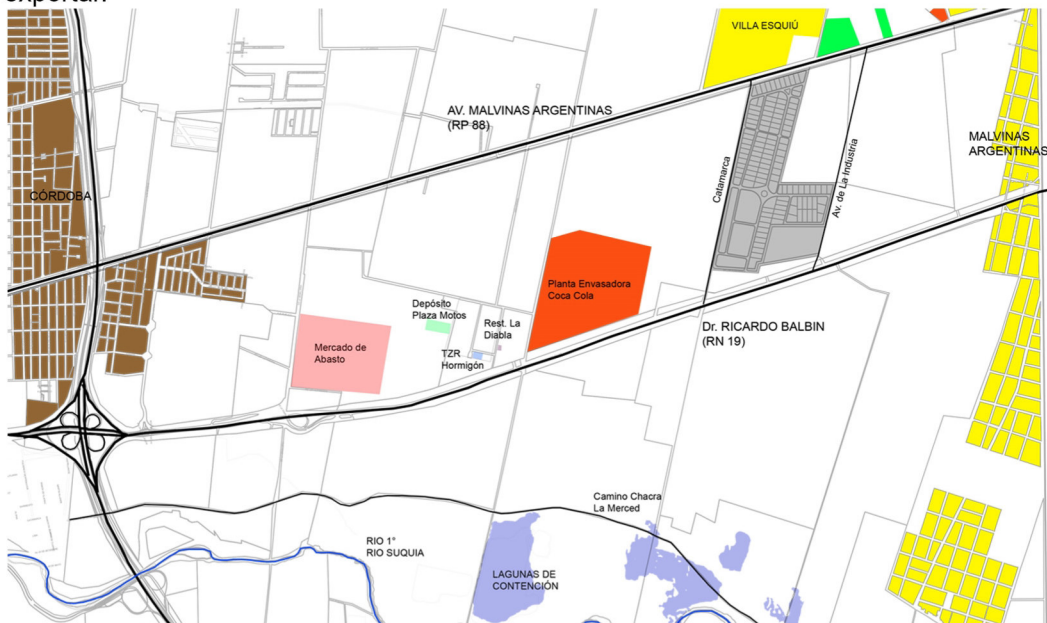 VILLA ESQUIÚ
AV. MALVINAS ARGENTINAS
(RP 88)
MALVINAS
ARGENTINAS
Catamarca
Av. de La Industria
CÓRDOBA
Planta Envasadora
Coca Cola
Depósito
Plaza Motos
Rest. La
Diabla
Dr. RICARDO BALBIN
(RN 19)
Mercado de
Abasto
TZR
Hormigón
Camino Chacra
La Merced
RIO 1°
RIO SUQUIA
LAGUNAS DE
CONTENCIÓN